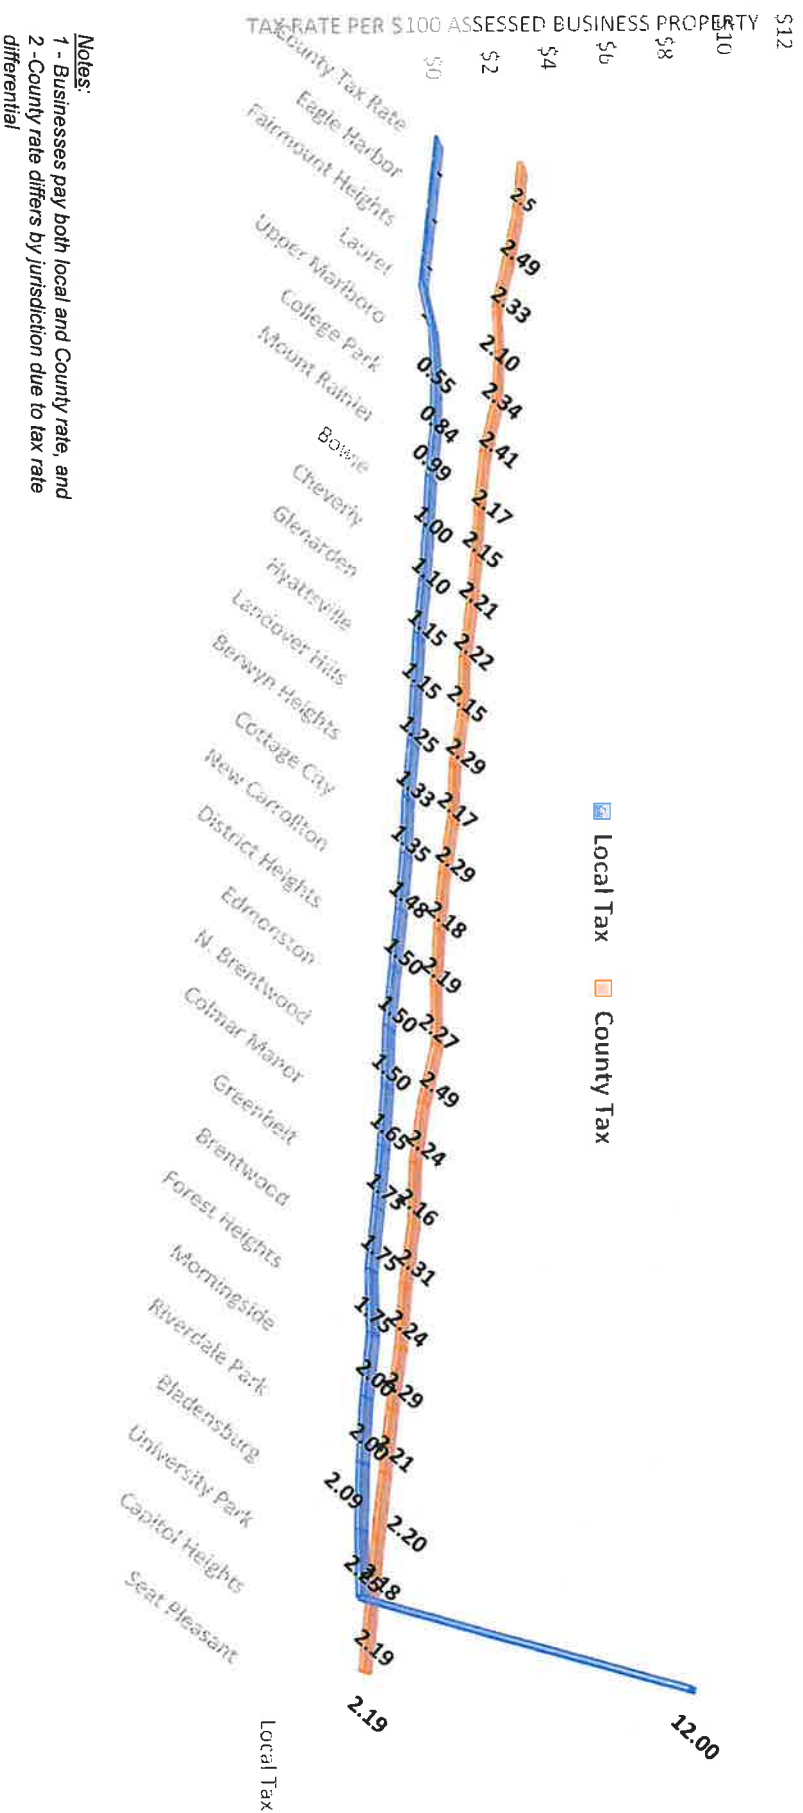 TAX RATE PER $100 ASSESSED BUSINESS PROPERTY
$12
$10
$8
$6
$4
$2
$0
Local Tax
County Tax
2.5
2.49
2.33
2.10
2.34
2.41
2.17
2.15
2.21
2.22
2.15
2.29
2.17
2.29
2.18
2.19
2.27
2.49
2.24
2.16
2.31
2.24
2.29
2.21
2.20
2.18
2.19
2.19
0.55
0.84
0.99
1.00
1.10
1.15
1.15
1.25
1.33
1.35
1.48
1.50
1.50
1.50
1.65
1.75
1.75
2.00
2.00
2.09
12.00
County Tax Rate
Eagle Harbor
Fairmount Heights
Laurel
Upper Marlboro
College Park
Mount Rainier
Bowie
Cheverly
Glenarden
Hyattsville
Landover Hills
Berwyn Heights
Cottage City
New Carrollton
District Heights
Edmonston
N. Brentwood
Colmar Manor
Greenbelt
Brentwood
Forest Heights
Morningside
Riverdale Park
Bladensburg
University Park
Capitol Heights
Seat Pleasant
Local Tax
Notes:
1 - Businesses pay both local and County rate, and
2 -County rate differs by jurisdiction due to tax rate
differential